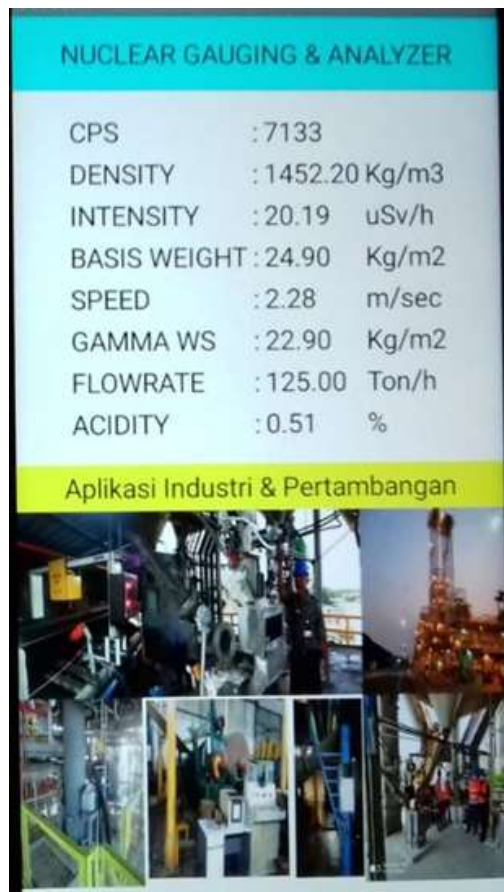 NUCLEAR GAUGING & ANALYZER
CPS : 7133
DENSITY : 1452.20 Kg/m3
INTENSITY : 20.19 uSv/h
BASIS WEIGHT : 24.90 Kg/m2
SPEED : 2.28 m/sec
GAMMA WS : 22.90 Kg/m2
FLOWRATE : 125.00 Ton/h
ACIDITY : 0.51 %
Aplikasi Industri & Pertambangan